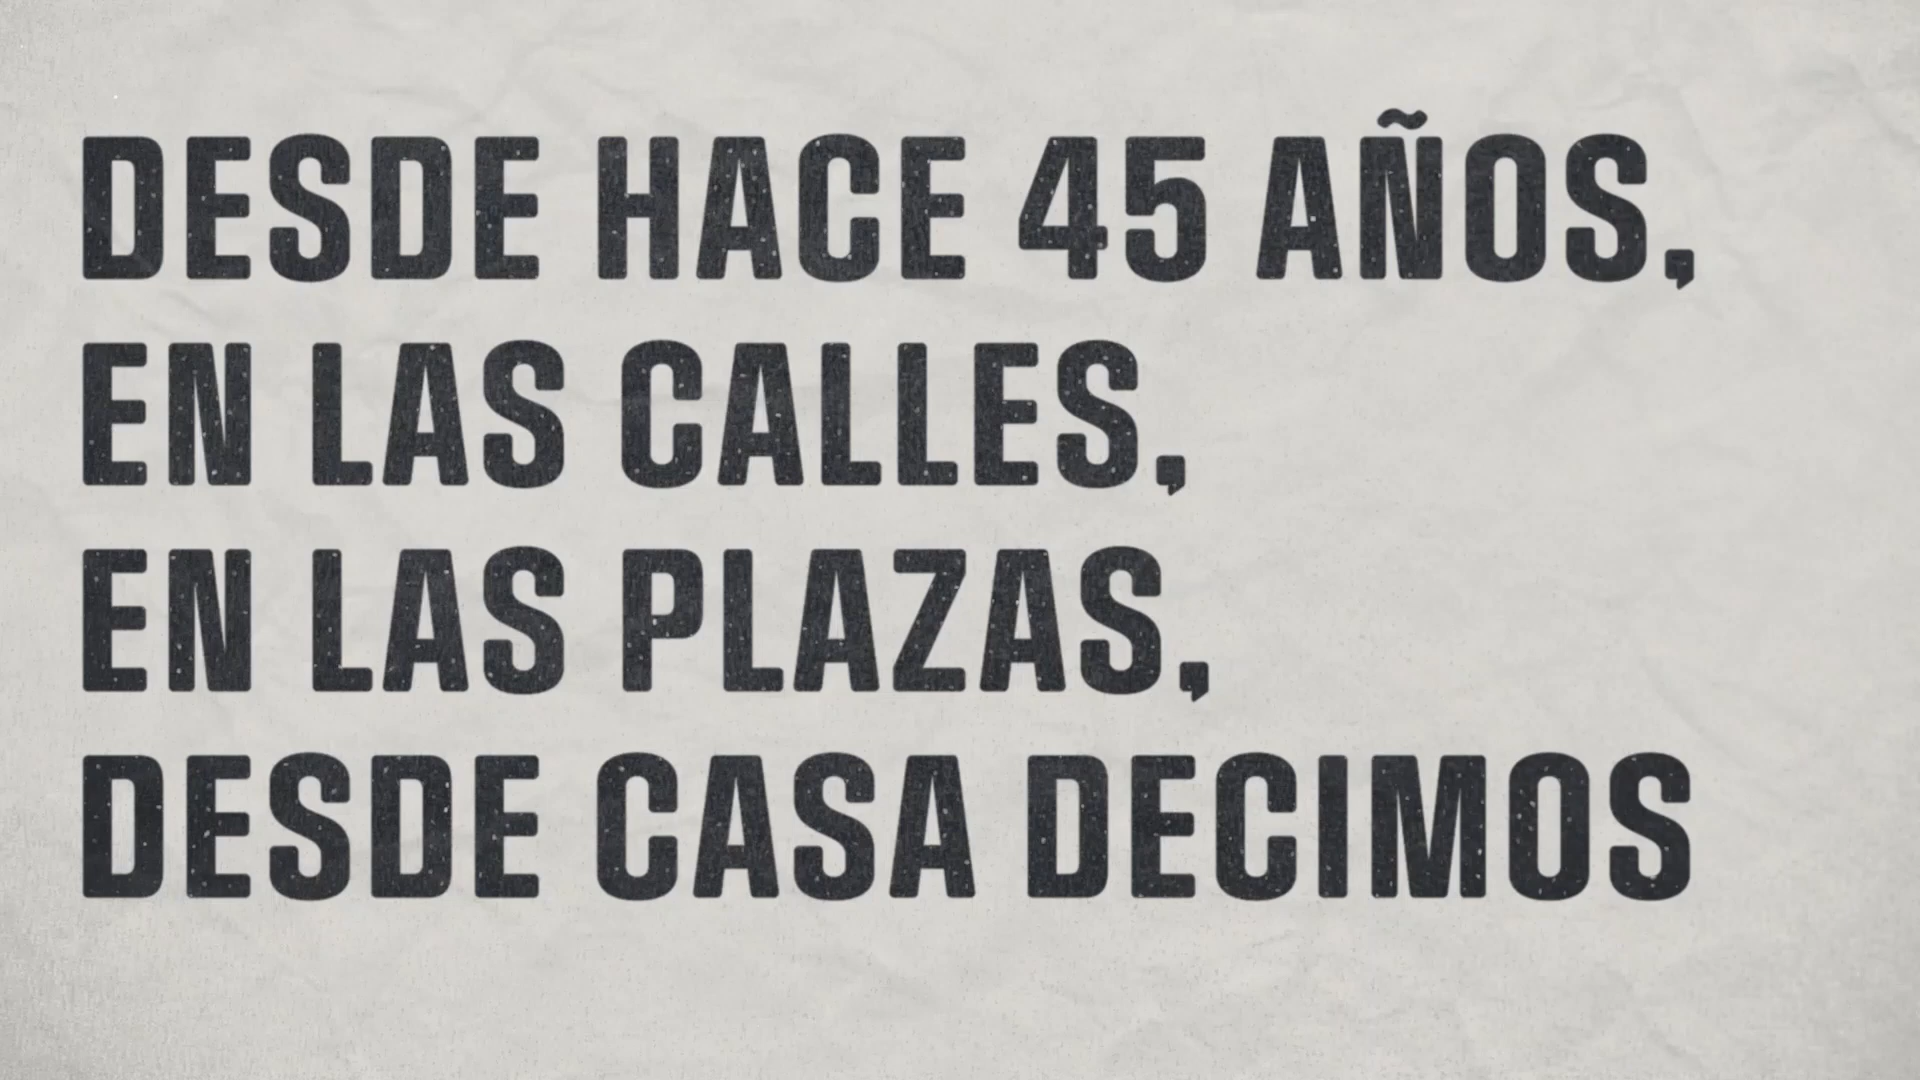 DESDE HACE 45 AÑOS,
EN LAS CALLES,
EN LAS PLAZAS,
DESDE CASA DECIMOS